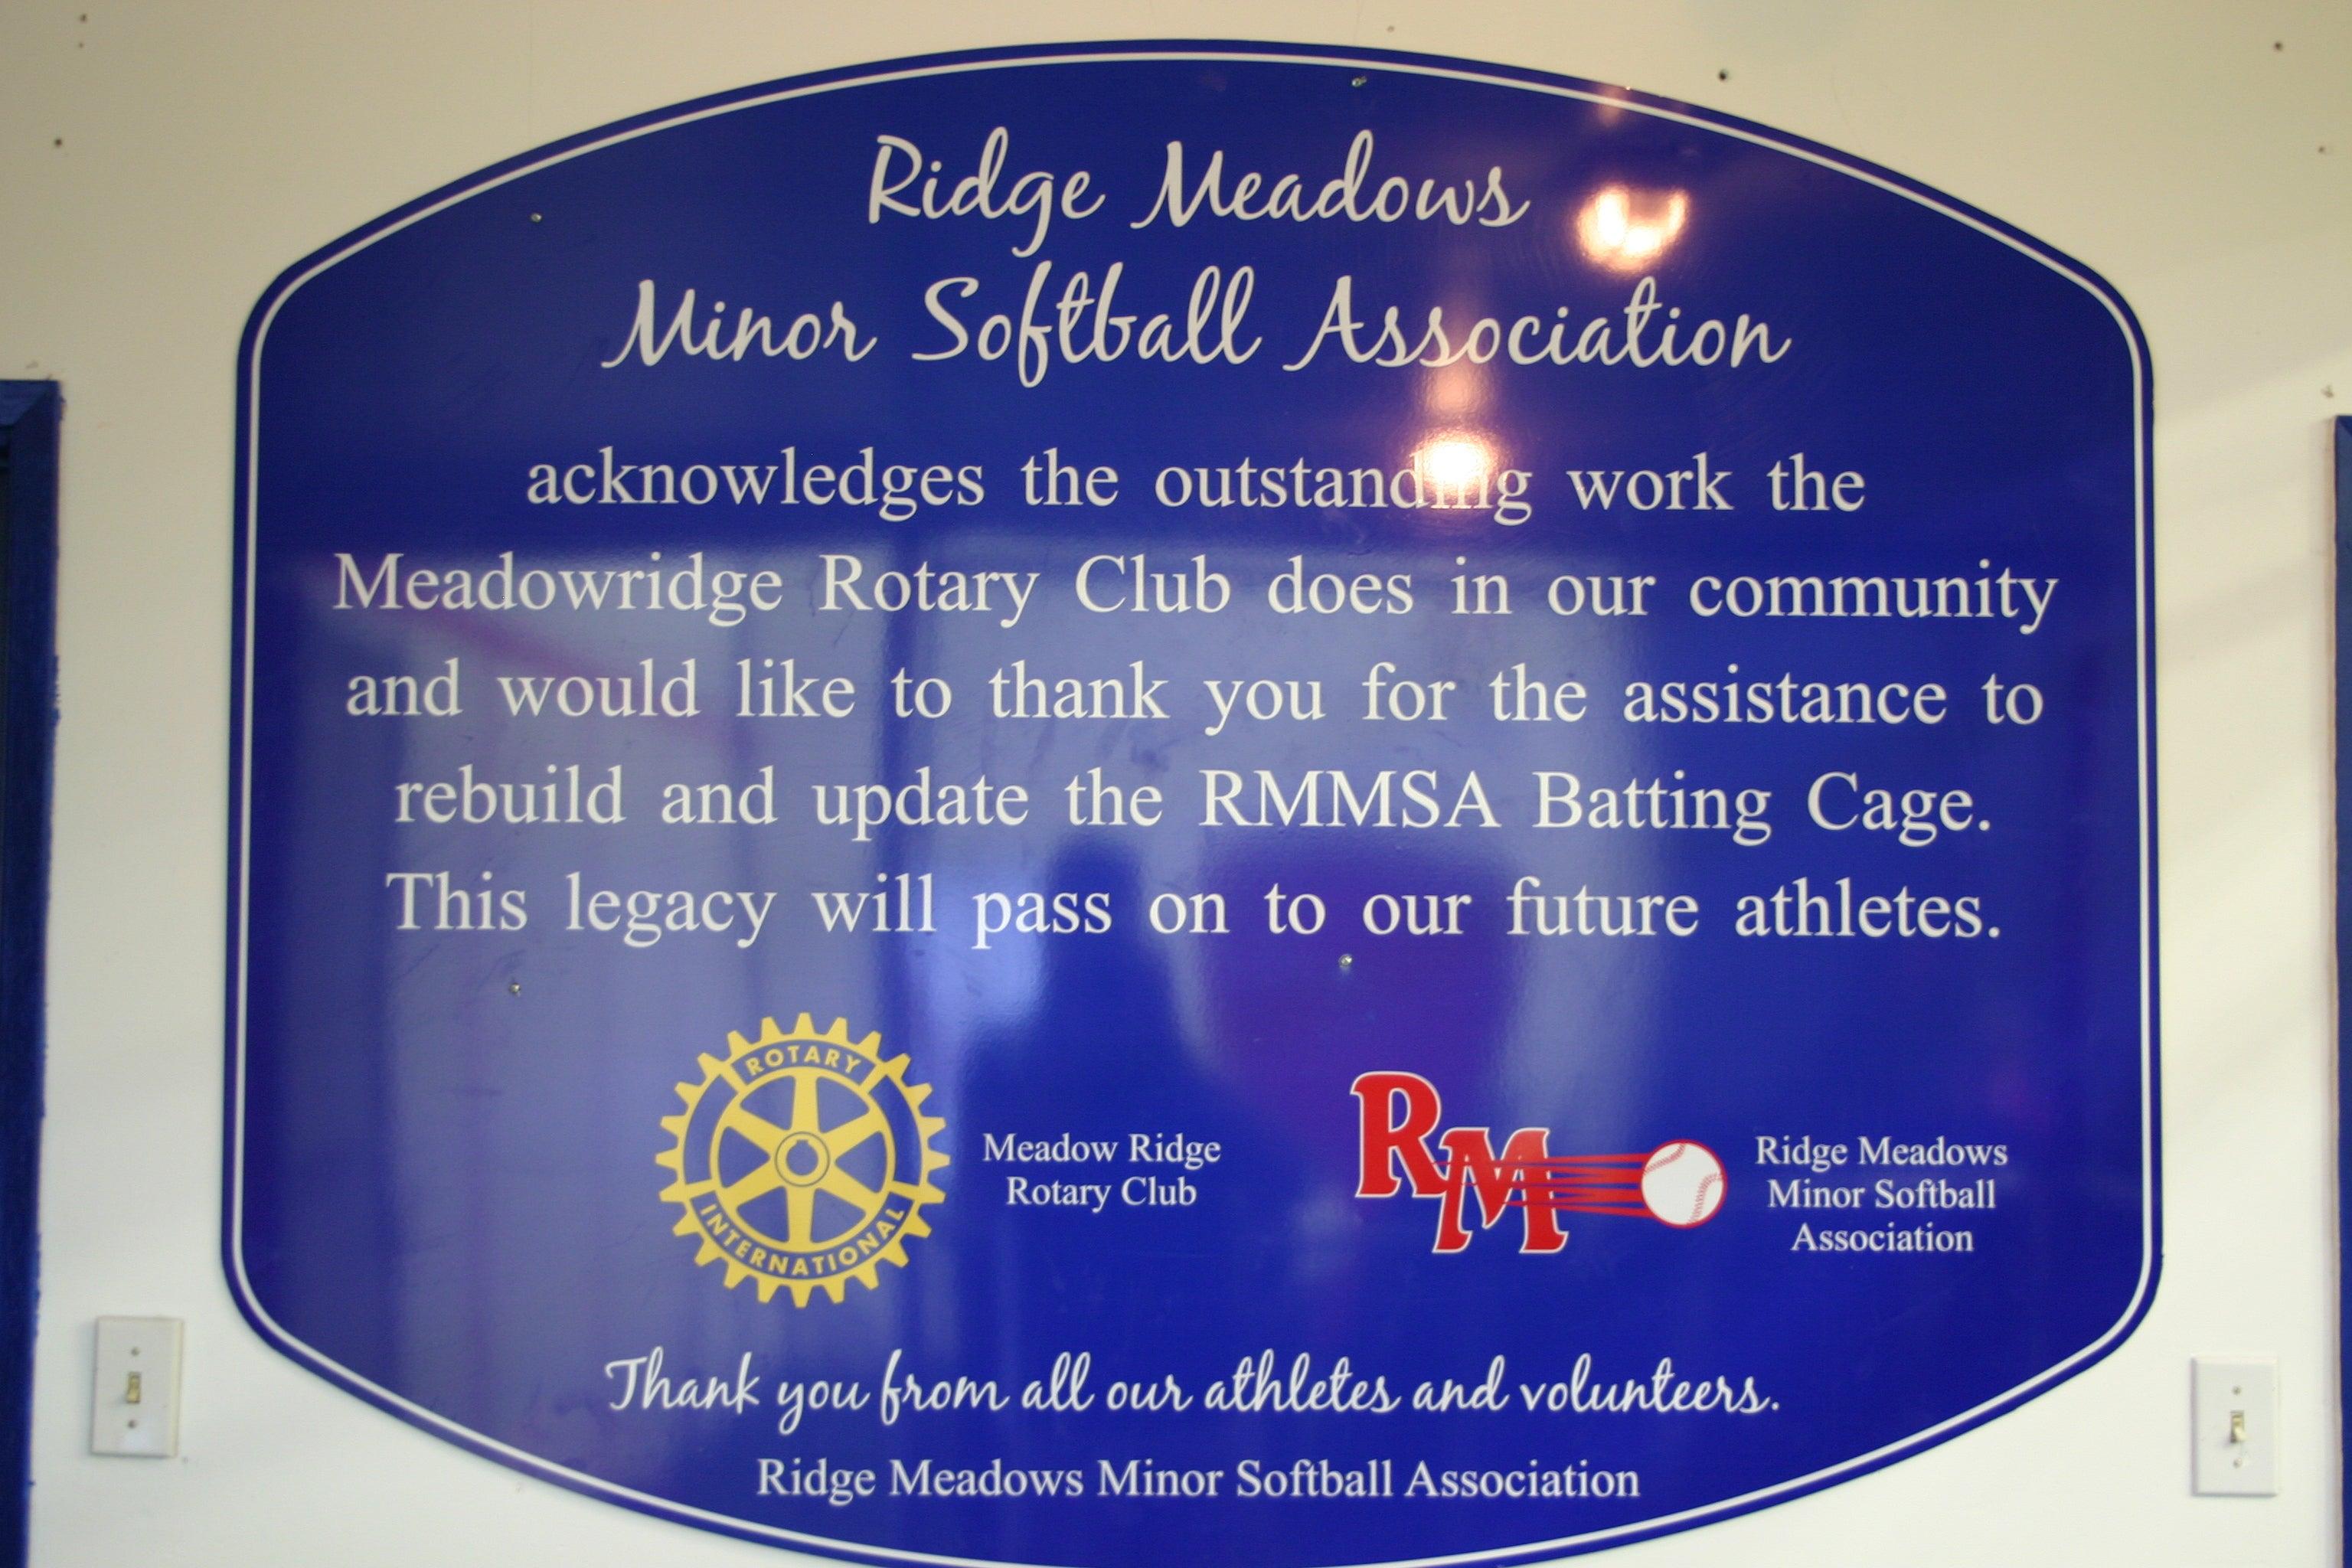 Ridge Meadows
Minor Softball Association
acknowledges the outstanding work the
Meadowridge Rotary Club does in our community
and would like to thank you for the assistance to
rebuild and update the RMMSA Batting Cage.
This legacy will pass on to our future athletes.
ROTARY
INTERNATIONAL
Meadow Ridge
Rotary Club
RM
Ridge Meadows
Minor Softball
Association
Thank you from all our athletes and volunteers.
Ridge Meadows Minor Softball Association